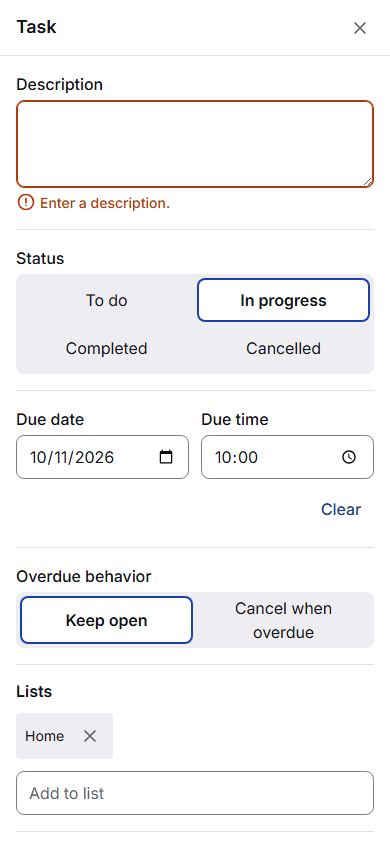 Task
Description
Enter a description.
Status
To do
In progress
Completed
Cancelled
Due date
Due time
10/11/2026
10:00
Clear
Overdue behavior
Keep open
Cancel when
overdue
Lists
Home
Add to list